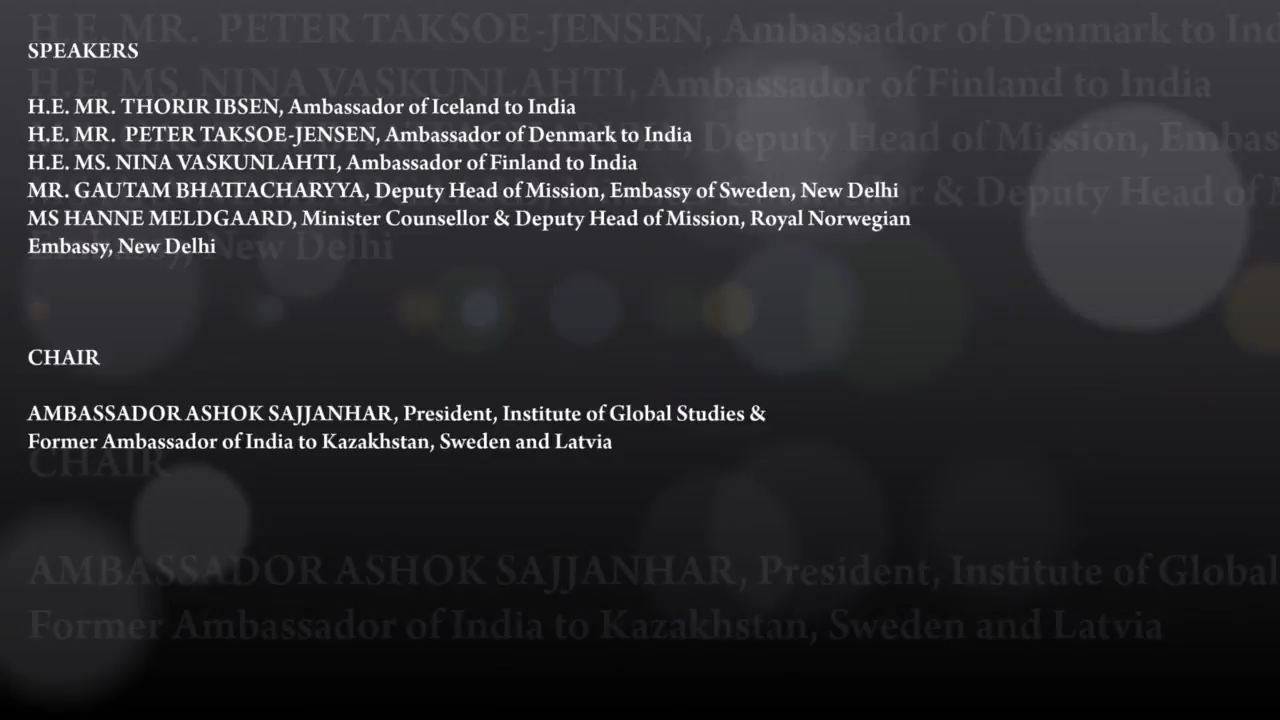 SPEAKERS
H.E. MR. THORIR IBSEN, Ambassador of Iceland to India
H.E. MR.  PETER TAKSOE-JENSEN, Ambassador of Denmark to India
H.E. MS. NINA VASKUNLAHTI, Ambassador of Finland to India
MR. GAUTAM BHATTACHARYYA, Deputy Head of Mission, Embassy of Sweden, New Delhi
MS HANNE MELDGAARD, Minister Counsellor & Deputy Head of Mission, Royal Norwegian
Embassy, New Delhi
CHAIR
AMBASSADOR ASHOK SAJJANHAR, President, Institute of Global Studies &
Former Ambassador of India to Kazakhstan, Sweden and Latvia